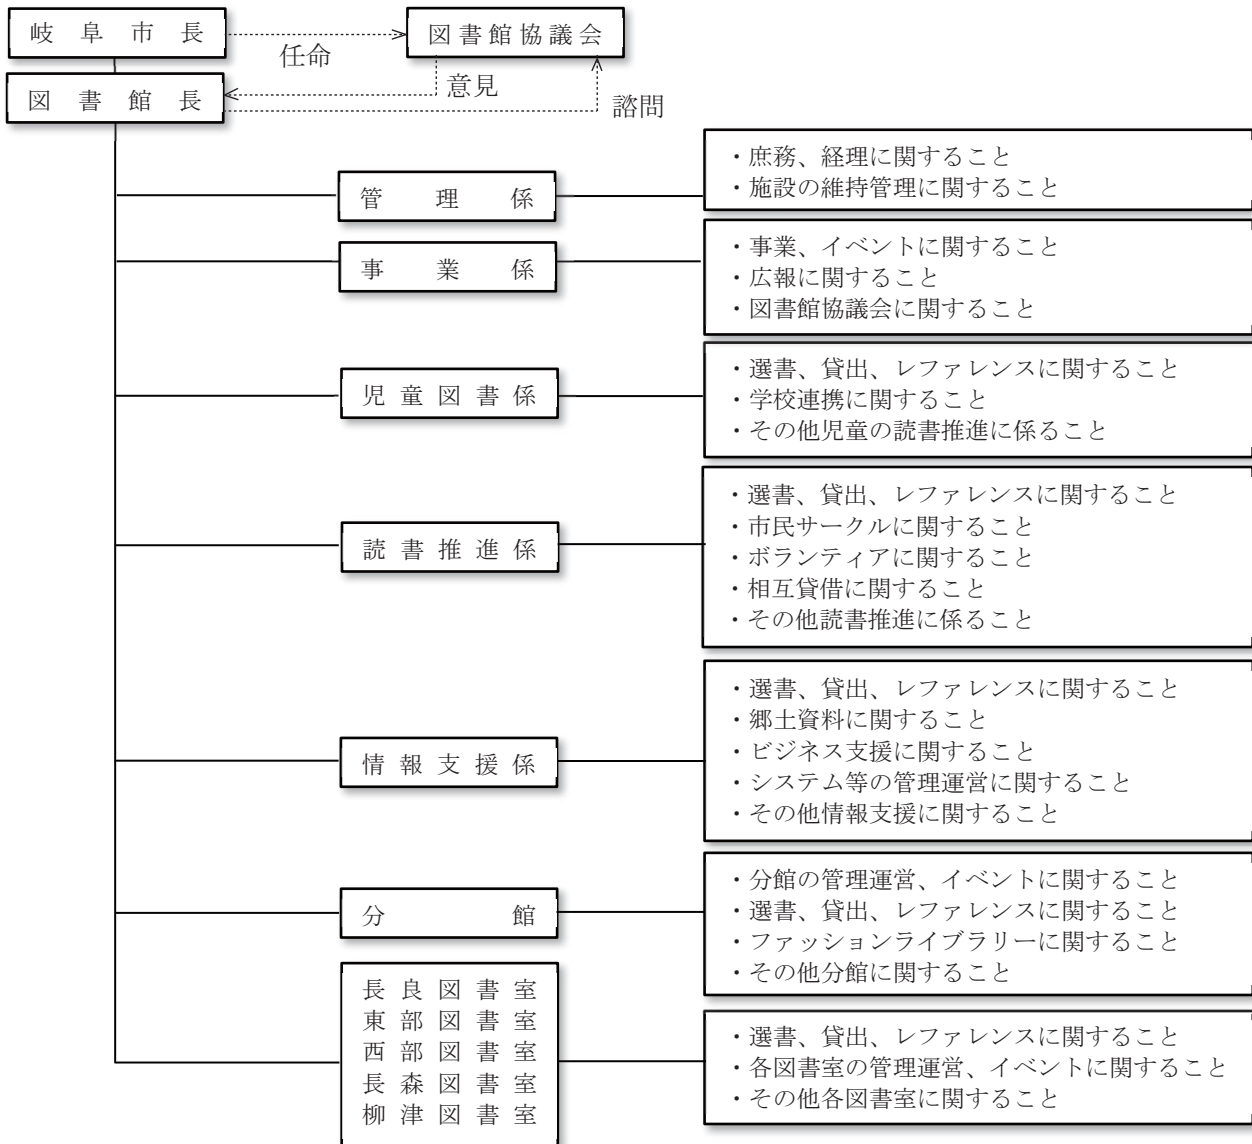 岐阜市長
図書館協議会
任命
図書館長
意見
諮問
管理係
・庶務、経理に関すること
・施設の維持管理に関すること
事業係
・事業、イベントに関すること
・広報に関すること
・図書館協議会に関すること
児童図書係
・選書、貸出、レファレンスに関すること
・学校連携に関すること
・その他児童の読書推進に係ること
読書推進係
・選書、貸出、レファレンスに関すること
・市民サークルに関すること
・ボランティアに関すること
・相互貸借に関すること
・その他読書推進に係ること
情報支援係
・選書、貸出、レファレンスに関すること
・郷土資料に関すること
・ビジネス支援に関すること
・システム等の管理運営に関すること
・その他情報支援に関すること
分館
・分館の管理運営、イベントに関すること
・選書、貸出、レファレンスに関すること
・ファッションライブラリーに関すること
・その他分館に関すること
長良図書室
東部図書室
西部図書室
長森図書室
柳津図書室
・選書、貸出、レファレンスに関すること
・各図書室の管理運営、イベントに関すること
・その他各図書室に関すること